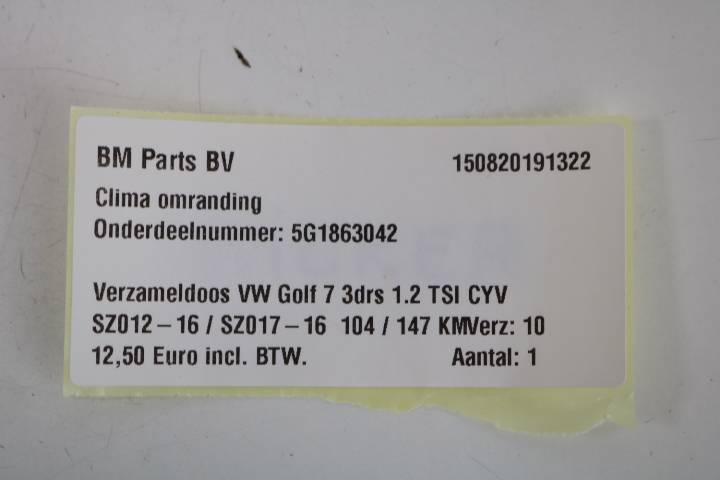 BM Parts BV 150820191322
Clima omranding
Onderdeelnummer: 5G1863042
Verzameldoos VW Golf 7 3drs 1.2 TSI CYV
SZ012-16 / SZ017-16 104 / 147 KMVerz: 10
12,50 Euro incl. BTW. Aantal: 1